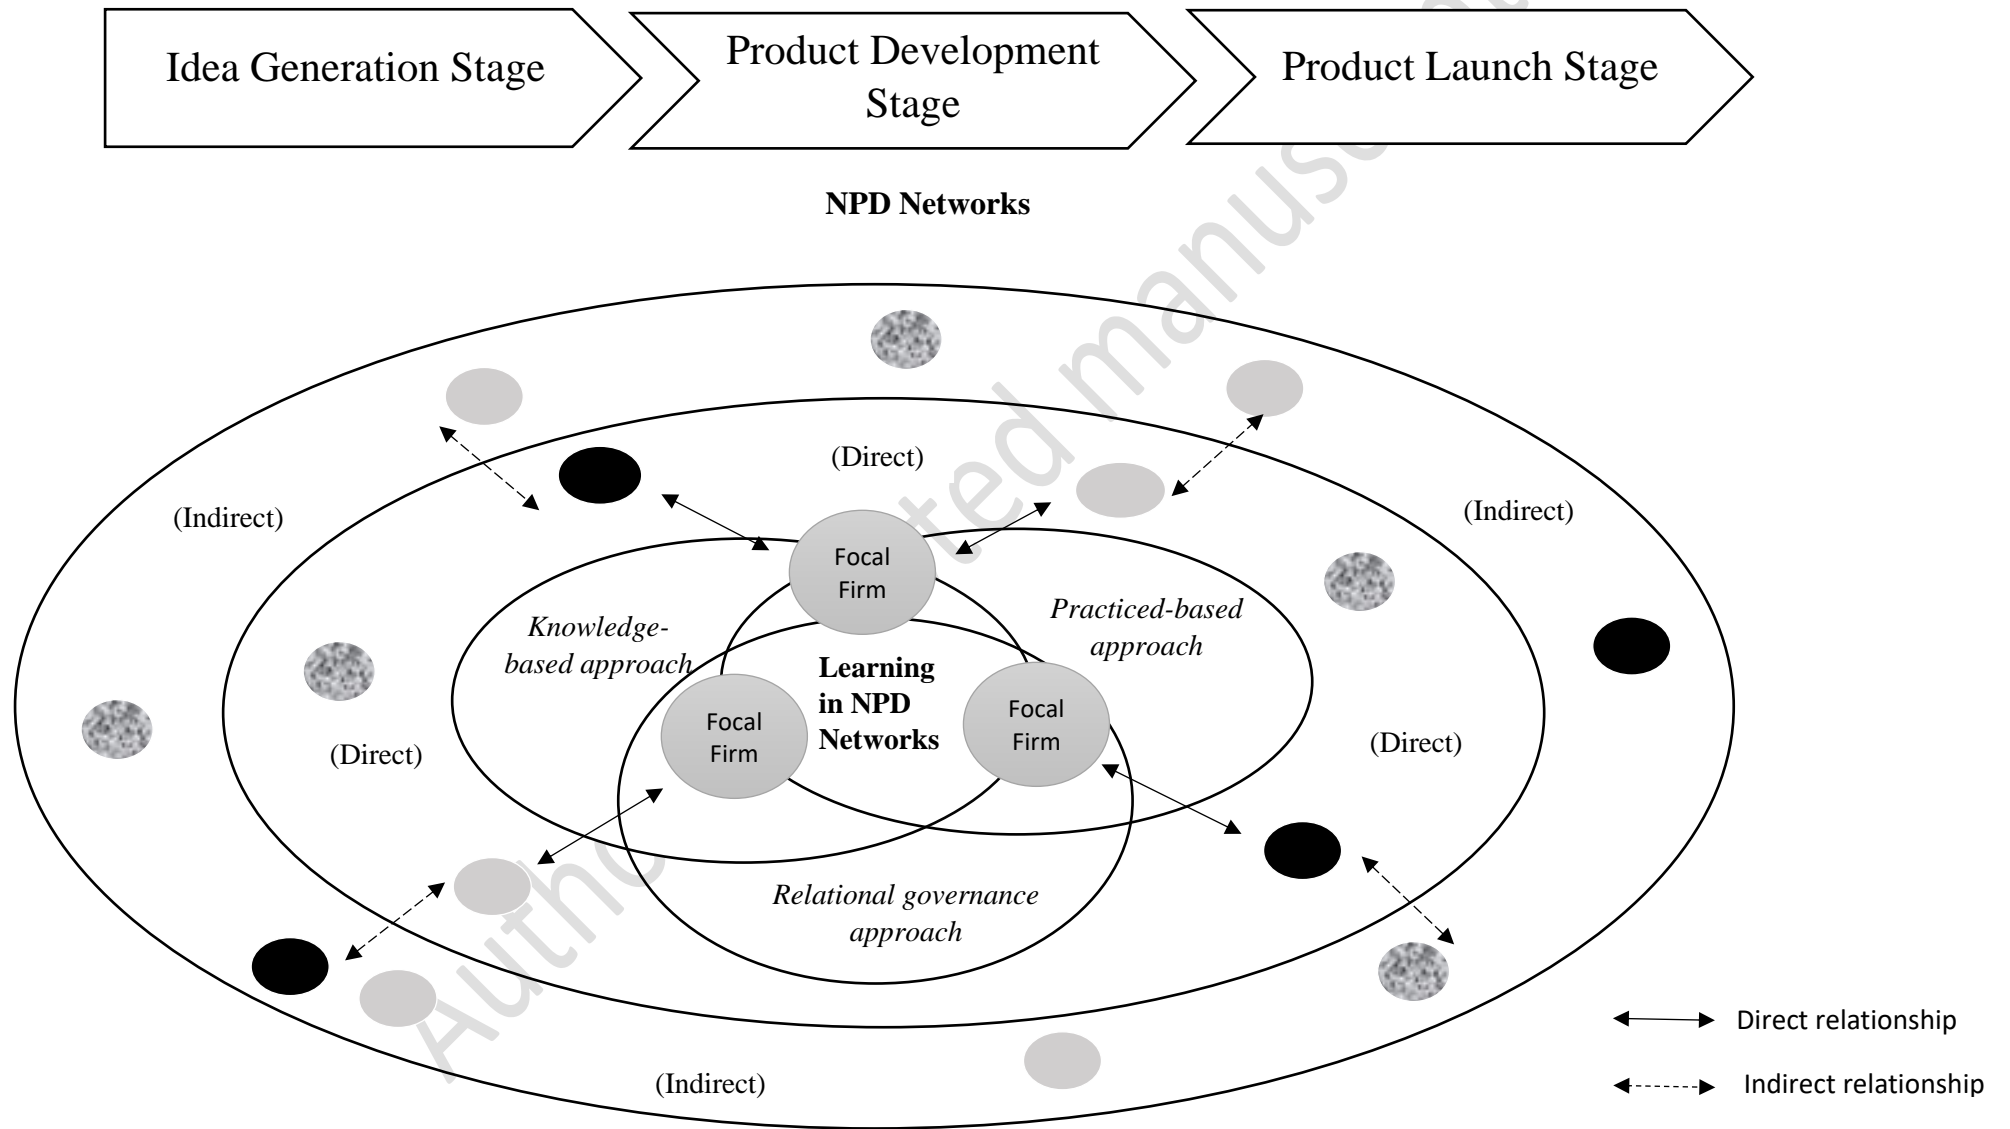 Idea Generation Stage
Product Development
Stage
Product Launch Stage
NPD Networks
(Direct)
(Indirect)
(Indirect)
Focal
Firm
Knowledge-
based approach
Practiced-based
approach
Learning
in NPD
Networks
Focal
Firm
Focal
Firm
(Direct)
(Direct)
Relational governance
approach
(Indirect)
Direct relationship
Indirect relationship